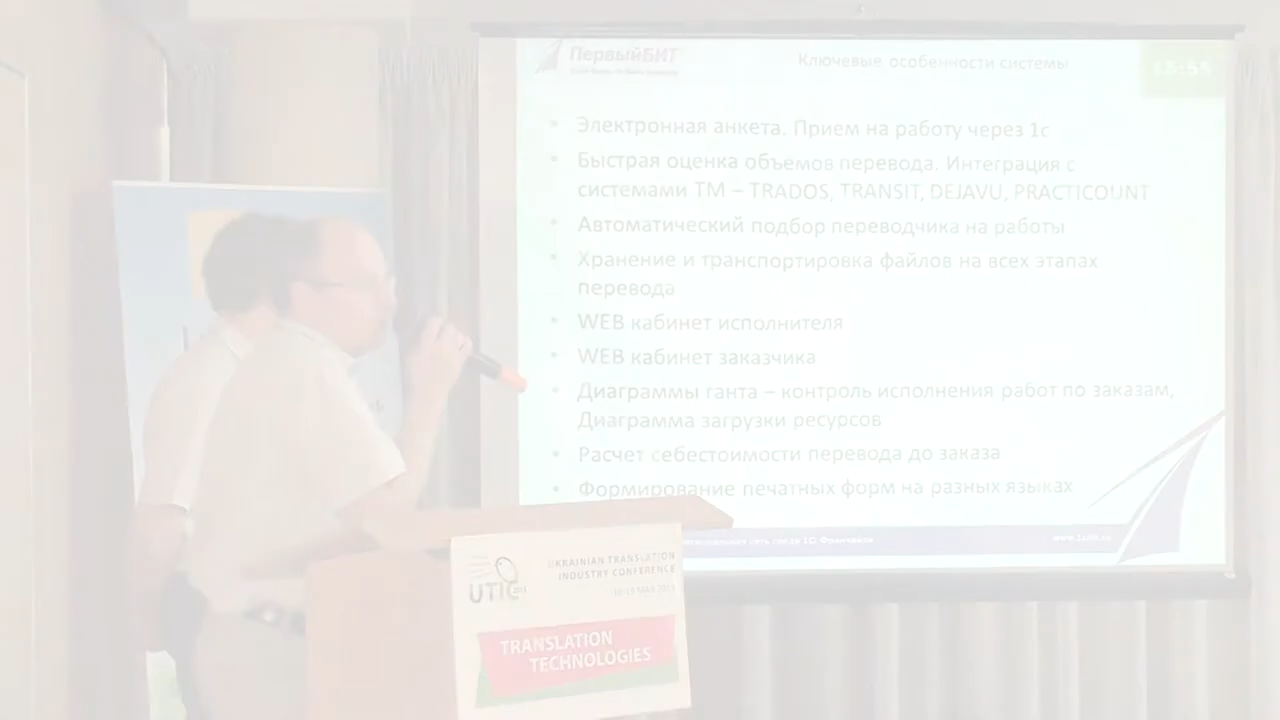 ПервыйБИТ
Ключевые особенности системы
Электронная анкета. Прием на работу через 1с
Быстрая оценка объемов перевода. Интеграция с
системами ТМ – TRADOS, TRANSIT, DEJAVU, PRACTICOUNT
Автоматический подбор переводчика на работы
Хранение и транспортировка файлов на всех этапах
перевода
WEB кабинет исполнителя
WEB кабинет заказчика
Диаграммы ганта – контроль исполнения работ по заказам,
Диаграмма загрузки ресурсов
Расчет себестоимости перевода до заказа
Формирование печатных форм на разных языках
UKRAINIAN TRANSLATION
INDUSTRY CONFERENCE
UTIC 2013
TRANSLATION
TECHNOLOGIES